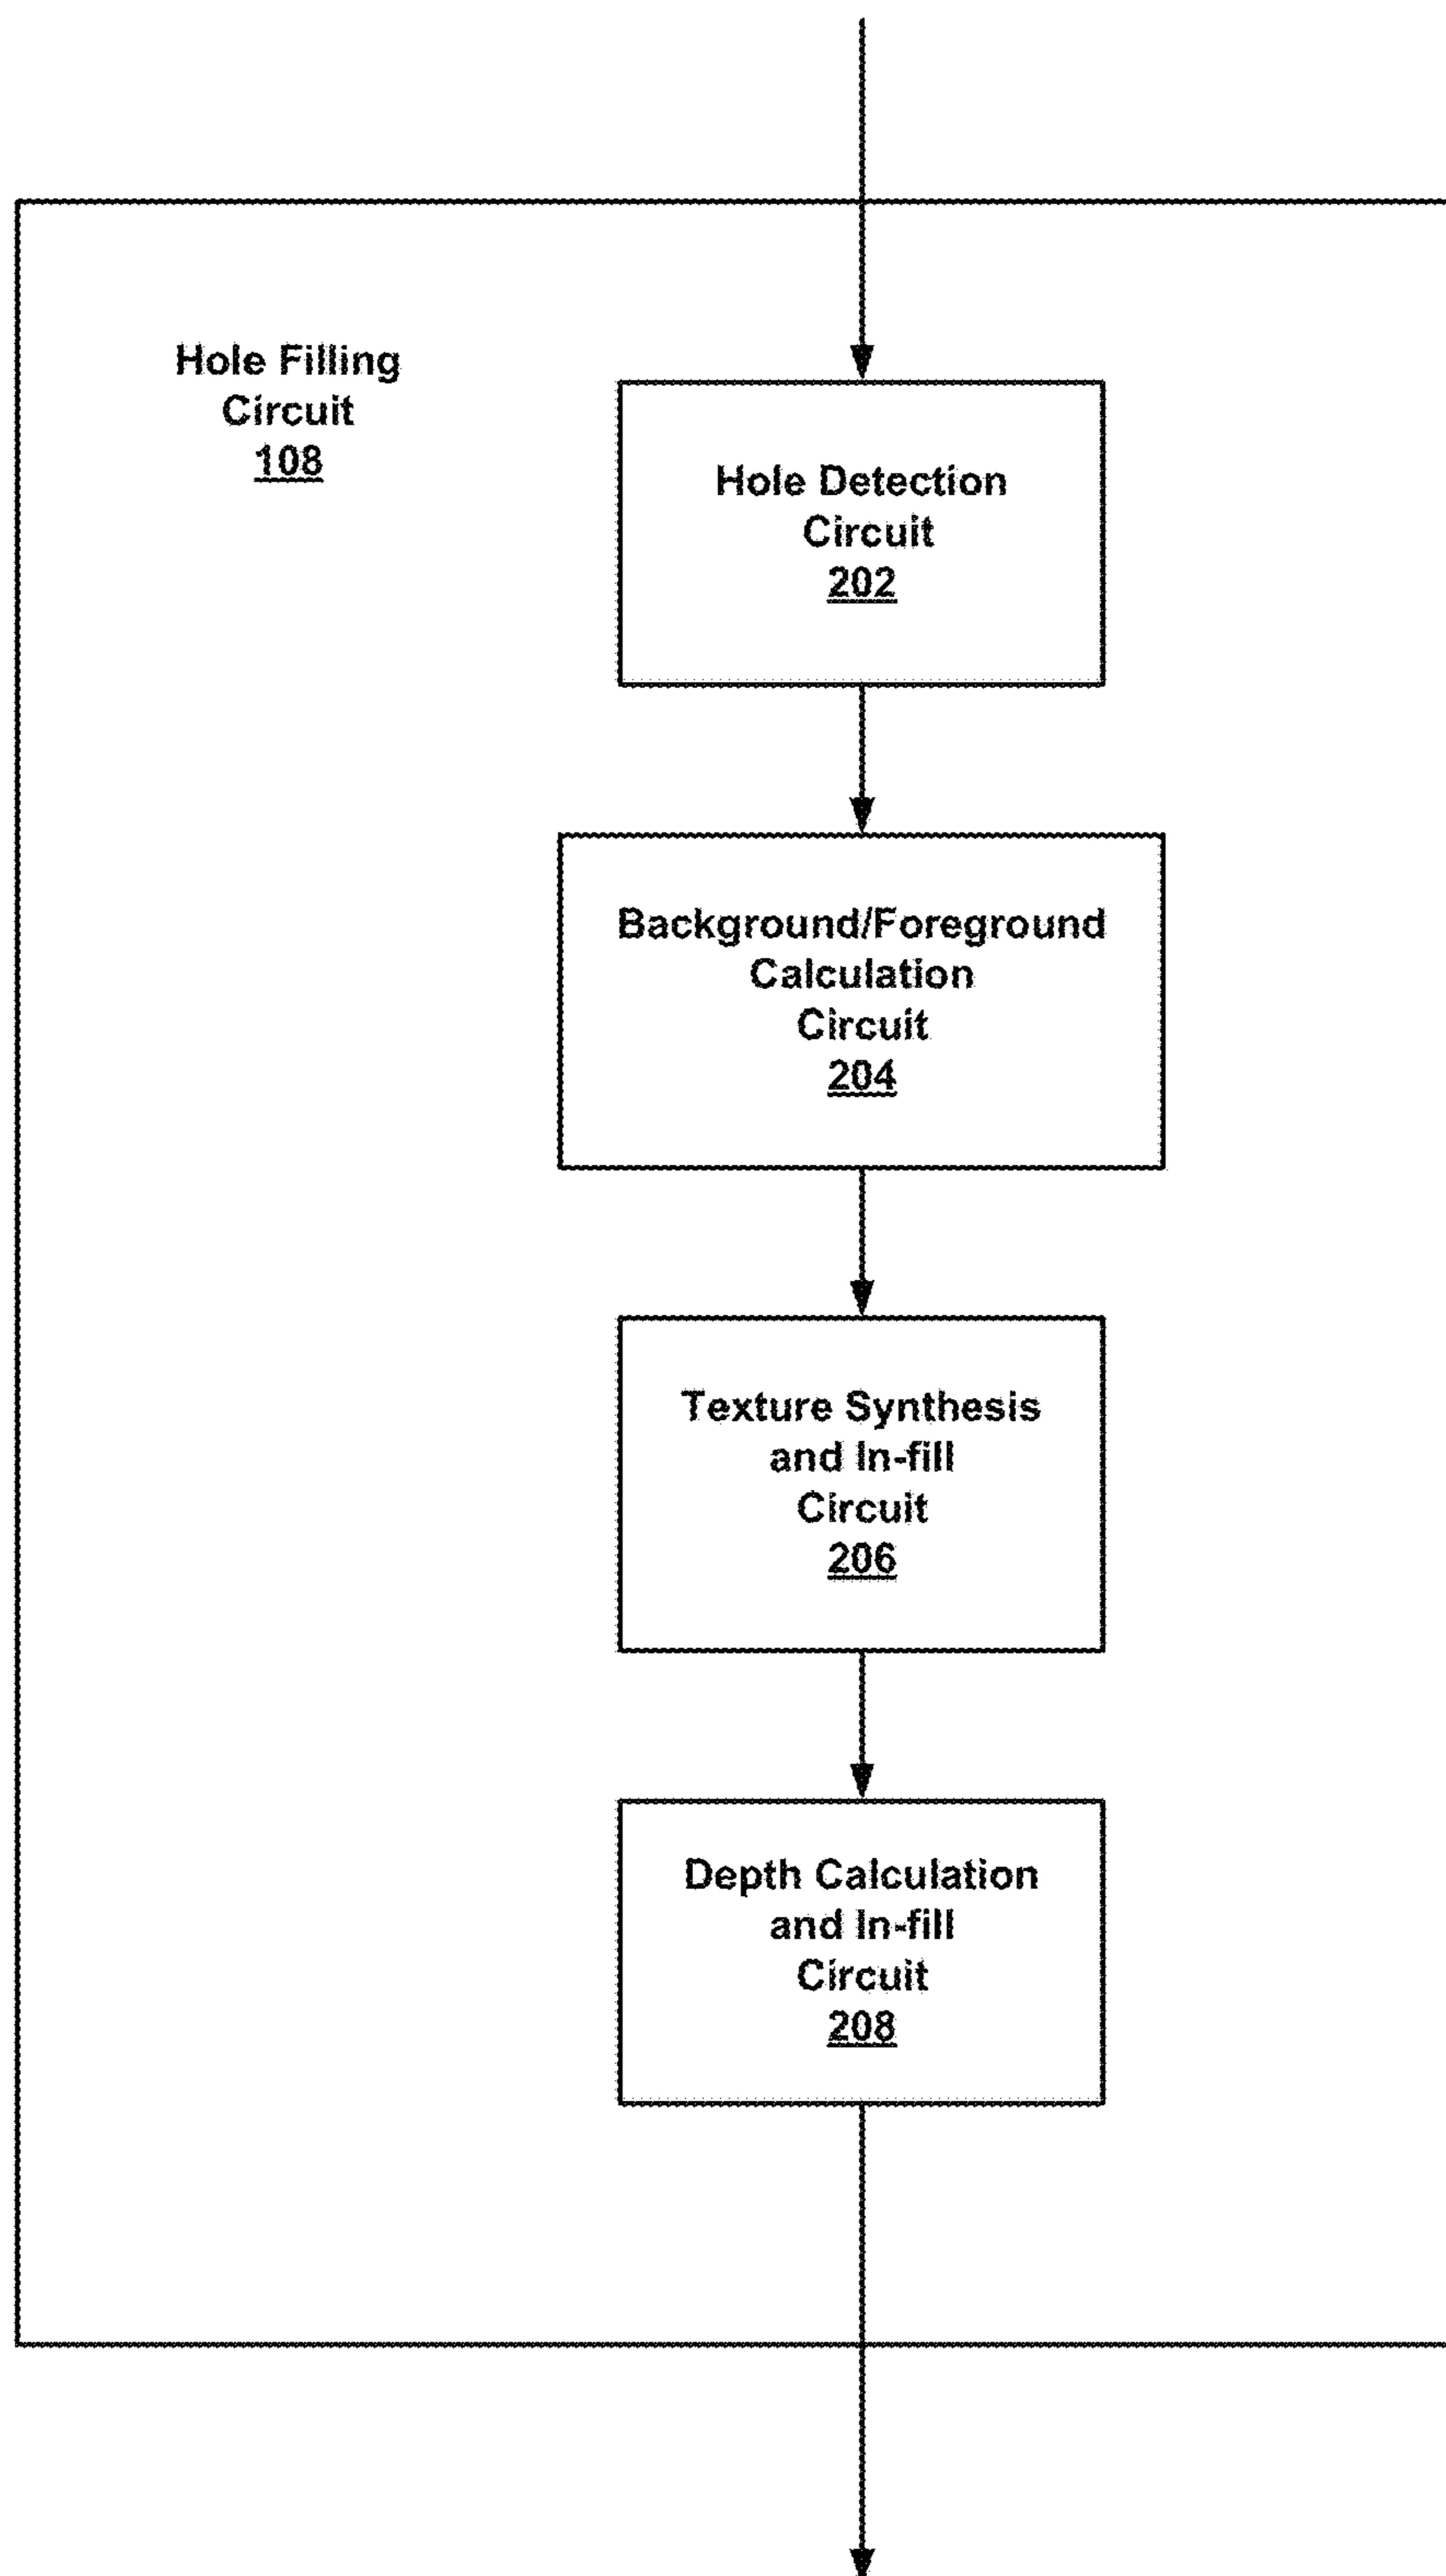 Hole Filling
Circuit
108
Hole Detection
Circuit
202
Background/Foreground
Calculation
Circuit
204
Texture Synthesis
and In-fill
Circuit
206
Depth Calculation
and In-fill
Circuit
208